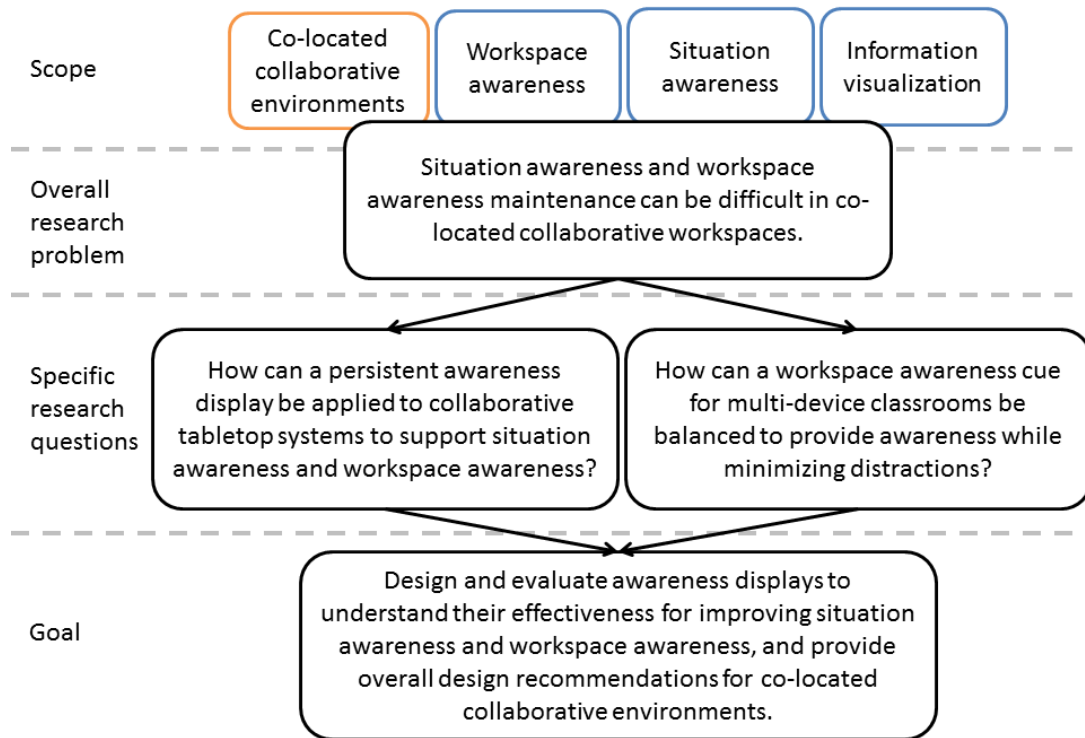 Scope
Co-located
collaborative
environments
Workspace
awareness
Situation
awareness
Information
visualization
Overall
research
problem
Situation awareness and workspace
awareness maintenance can be difficult in co-
located collaborative workspaces.
Specific
research
questions
How can a persistent awareness
display be applied to collaborative
tabletop systems to support situation
awareness and workspace awareness?
How can a workspace awareness cue
for multi-device classrooms be
balanced to provide awareness while
minimizing distractions?
Goal
Design and evaluate awareness displays to
understand their effectiveness for improving situation
awareness and workspace awareness, and provide
overall design recommendations for co-located
collaborative environments.